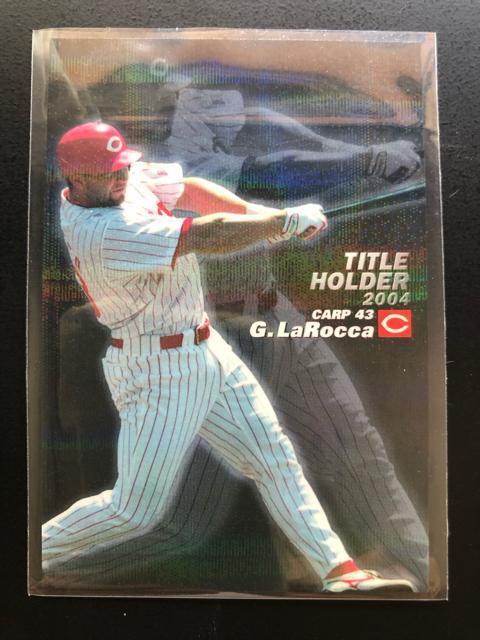 TITLE
HOLDER
2004
CARP 43
G. LaRocca
C
C